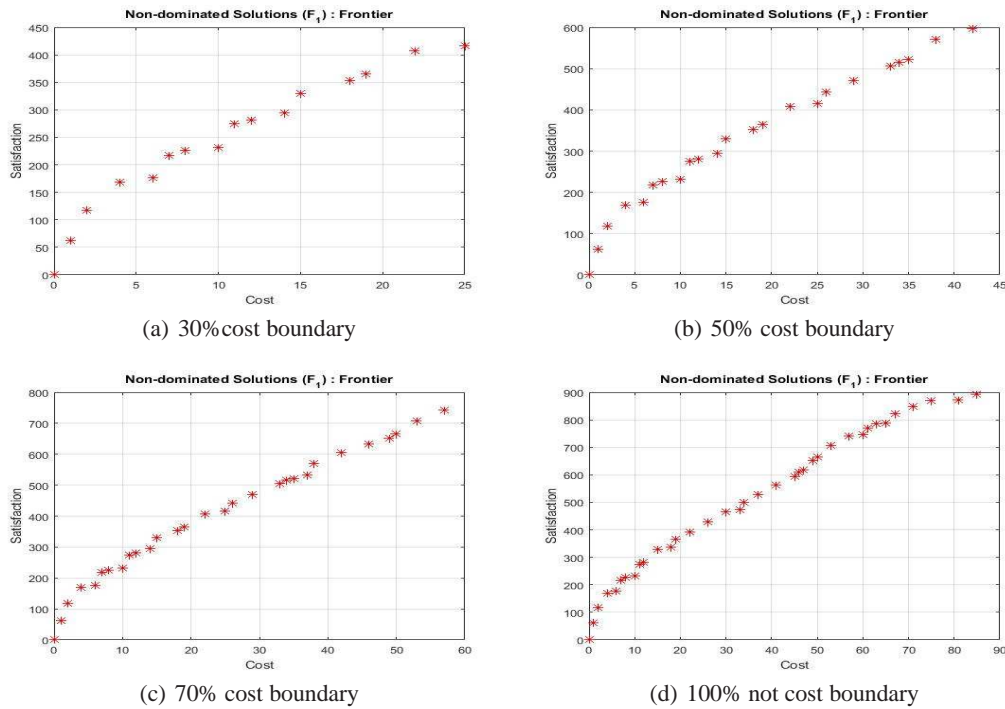 Non-dominated Solutions (F1) : Frontier
450
400
350
300
250
200
150
100
50
0
Satisfaction
0 5 10 15 20 25
Cost
(a) 30%cost boundary
Non-dominated Solutions (F1) : Frontier
600
500
400
300
200
100
0
Satisfaction
0 5 10 15 20 25 30 35 40 45
Cost
(b) 50% cost boundary
Non-dominated Solutions (F1) : Frontier
800
700
600
500
400
300
200
100
0
Satisfaction
0 10 20 30 40 50 60
Cost
(c) 70% cost boundary
Non-dominated Solutions (F1) : Frontier
900
800
700
600
500
400
300
200
100
0
Satisfaction
0 10 20 30 40 50 60 70 80 90
Cost
(d) 100% not cost boundary